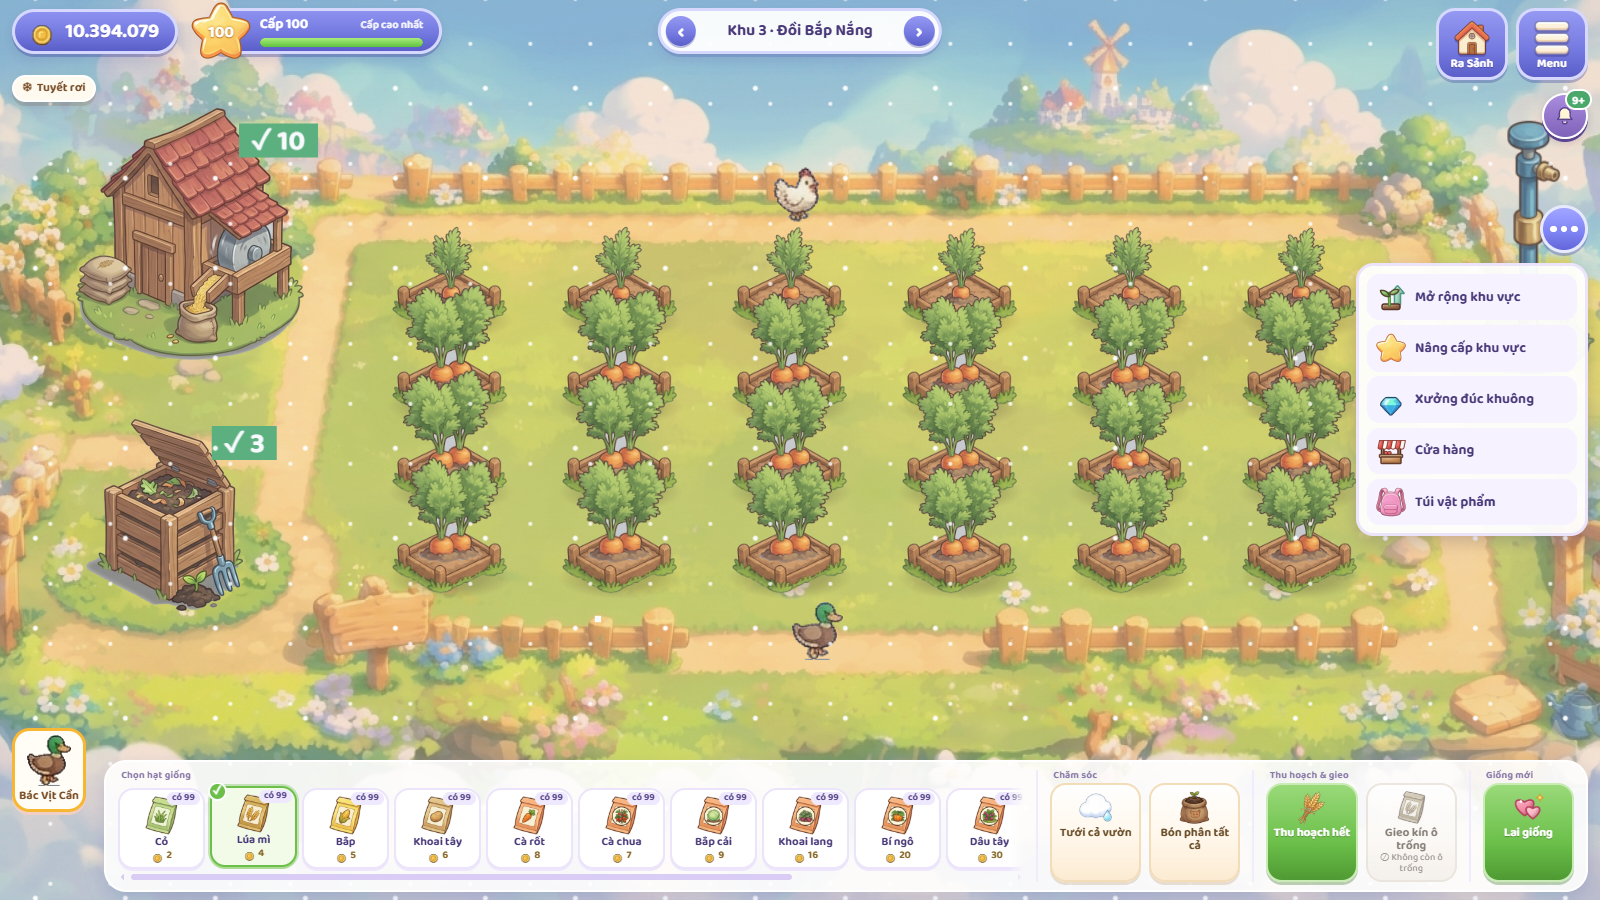 10.394.079
100
Cấp 100
Cấp cao nhất
Khu 3 · Đồi Bắp Nắng
Ra Sảnh
Menu
❄ Tuyết rơi
9+
✓ 10
✓ 3
Mở rộng khu vực
Nâng cấp khu vực
Xưởng đúc khuông
Cửa hàng
Túi vật phẩm
Bác Vịt Cần
Chọn hạt giống
có 99
Cỏ
2
có 99
Lúa mì
4
có 99
Bắp
5
có 99
Khoai tây
6
có 99
Cà rốt
8
có 99
Cà chua
7
có 99
Bắp cải
9
có 99
Khoai lang
16
có 99
Bí ngô
20
có 99
Dâu tây
30
Chăm sóc
Tưới cả vườn
Bón phân tất
cả
Thu hoạch & gieo
Thu hoạch hết
Gieo kín ô
trống
Không còn ô
trống
Giống mới
Lai giống